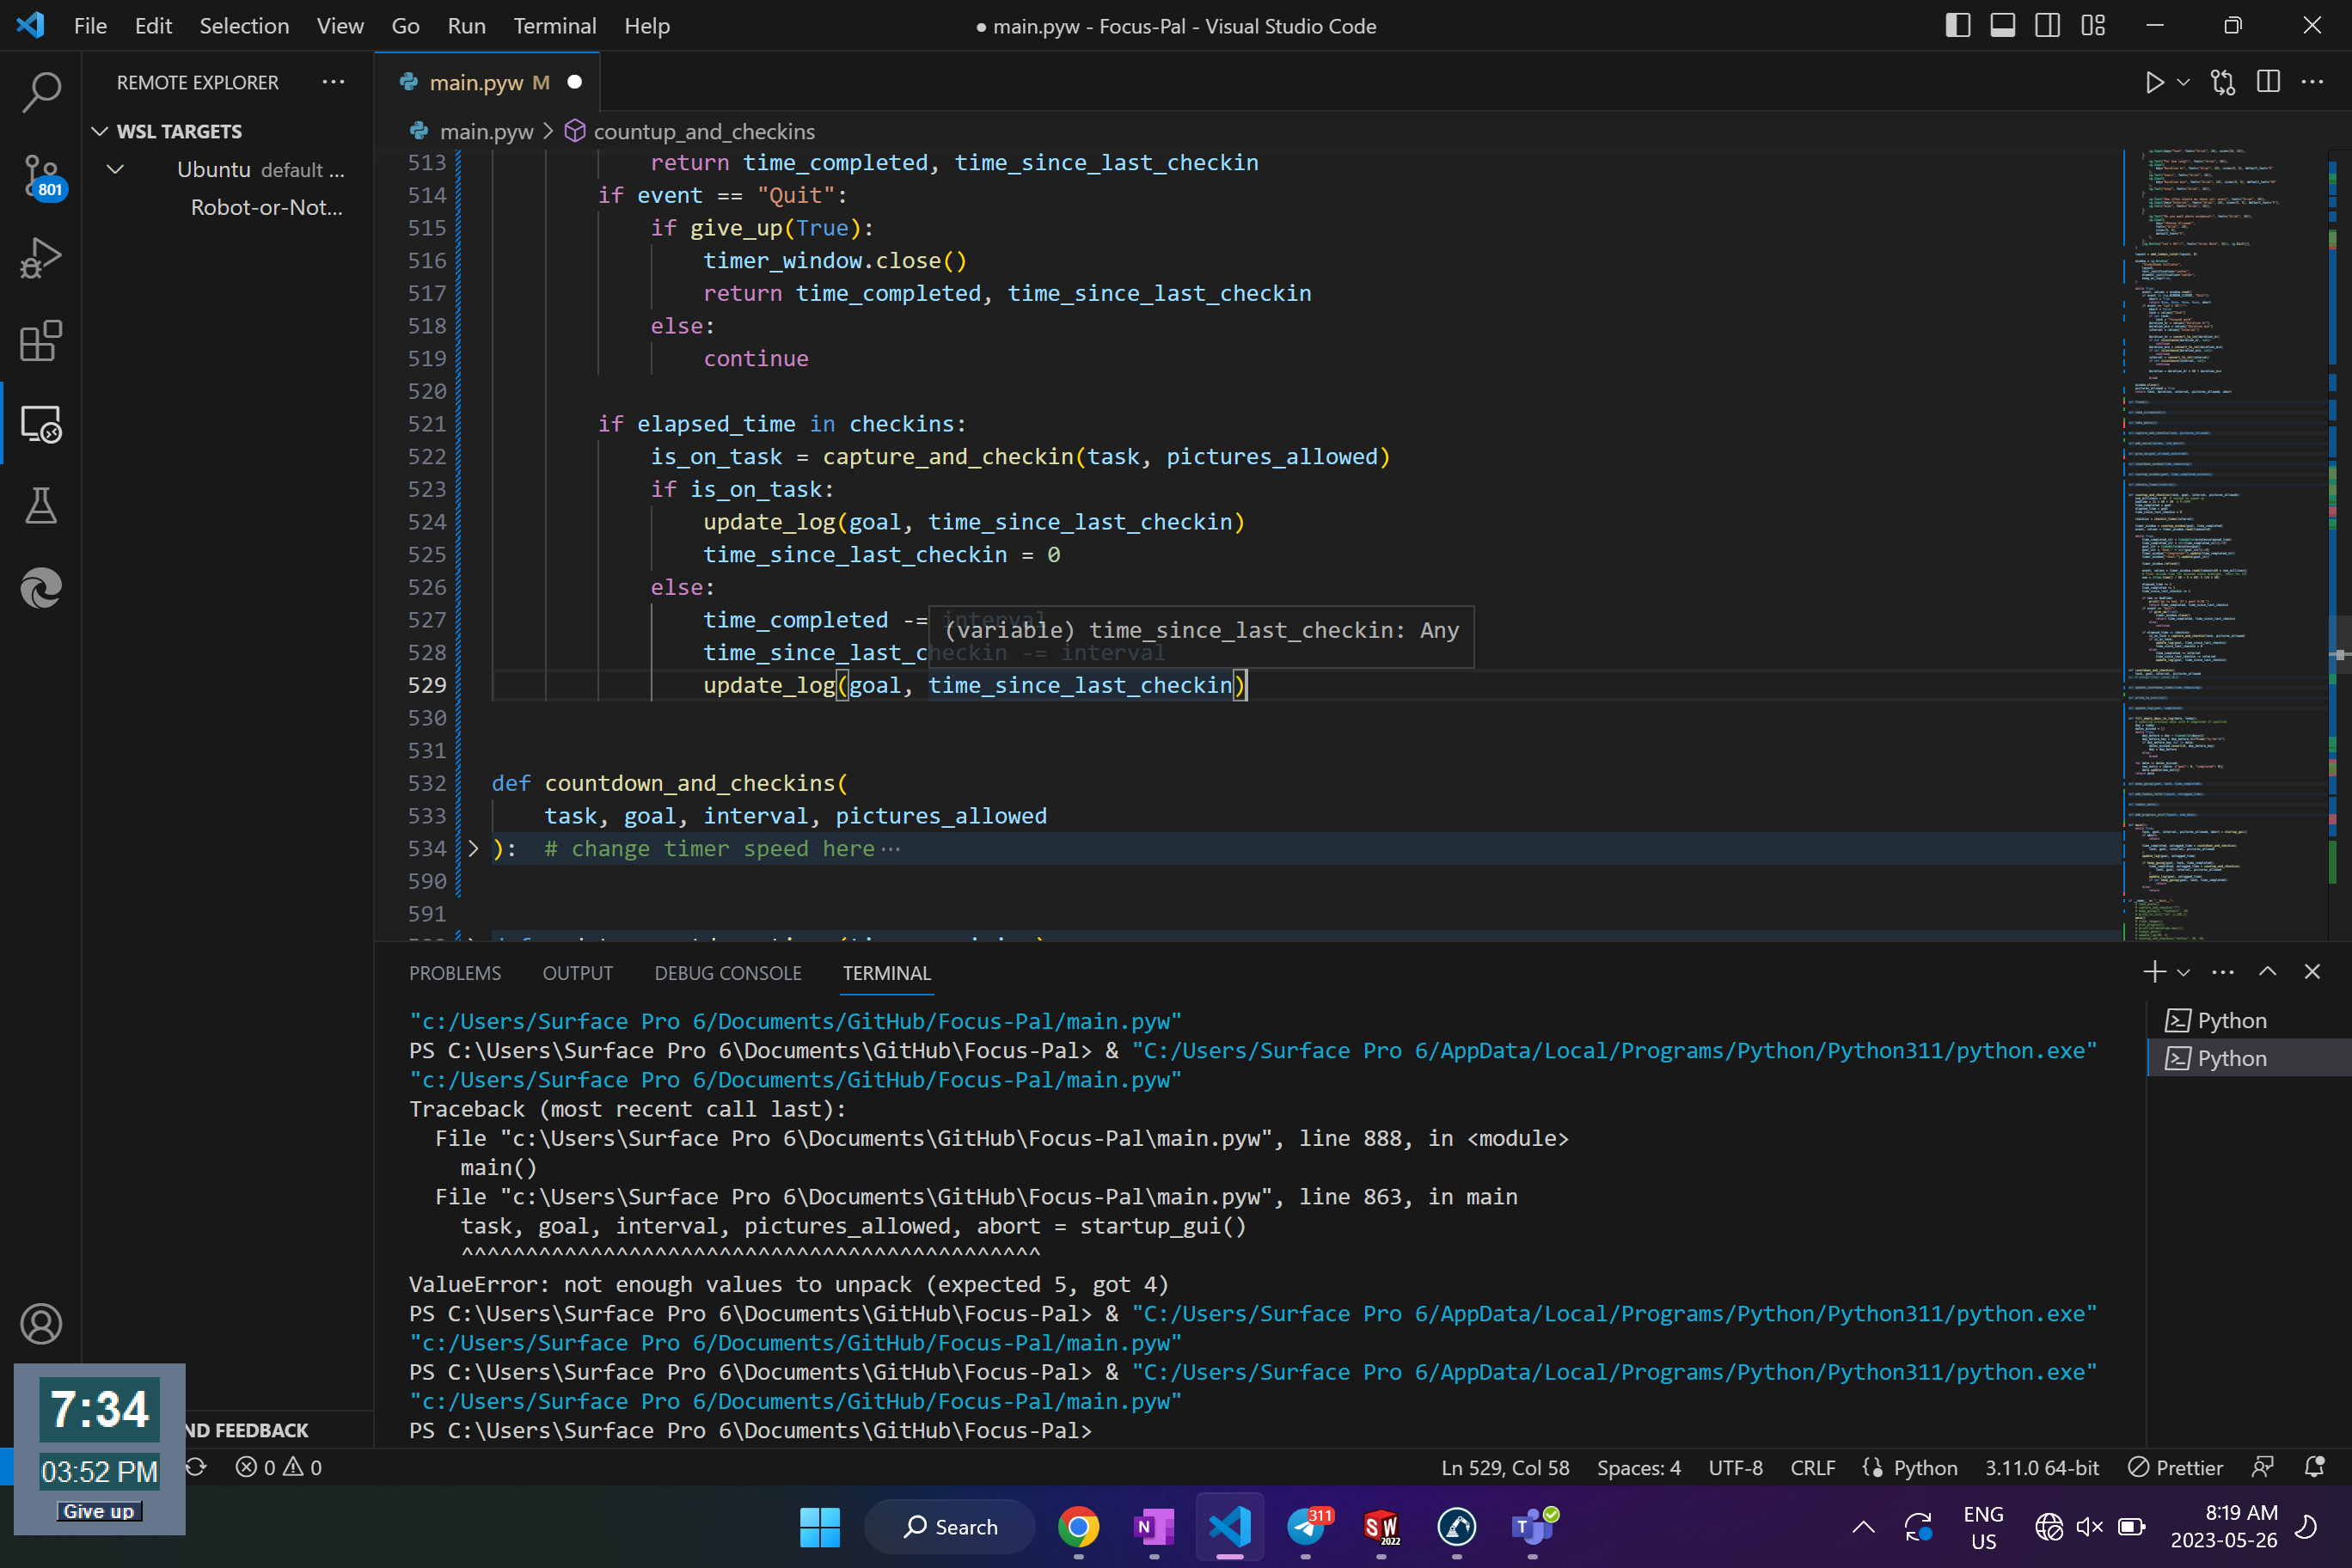 File Edit Selection View Go Run Terminal Help
● main.pyw - Focus-Pal - Visual Studio Code
REMOTE EXPLORER ···
WSL TARGETS
Ubuntu default ...
Robot-or-Not...
801
main.pyw M
main.pyw > countup_and_checkins
513 return time_completed, time_since_last_checkin
514 if event == "Quit":
515 if give_up(True):
516 timer_window.close()
517 return time_completed, time_since_last_checkin
518 else:
519 continue
520
521 if elapsed_time in checkins:
522 is_on_task = capture_and_checkin(task, pictures_allowed)
523 if is_on_task:
524 update_log(goal, time_since_last_checkin)
525 time_since_last_checkin = 0
526 else:
527 time_completed -= interval
(variable) time_since_last_checkin: Any
528 time_since_last_checkin -= interval
529 update_log(goal, time_since_last_checkin)
530
531
532 def countdown_and_checkins(
533 task, goal, interval, pictures_allowed
534 ): # change timer speed here ···
590
591
PROBLEMS OUTPUT DEBUG CONSOLE TERMINAL
"c:/Users/Surface Pro 6/Documents/GitHub/Focus-Pal/main.pyw"
PS C:\Users\Surface Pro 6\Documents\GitHub\Focus-Pal> & "C:/Users/Surface Pro 6/AppData/Local/Programs/Python/Python311/python.exe"
"c:/Users/Surface Pro 6/Documents/GitHub/Focus-Pal/main.pyw"
Traceback (most recent call last):
File "c:\Users\Surface Pro 6\Documents\GitHub\Focus-Pal\main.pyw", line 888, in <module>
main()
File "c:\Users\Surface Pro 6\Documents\GitHub\Focus-Pal\main.pyw", line 863, in main
task, goal, interval, pictures_allowed, abort = startup_gui()
^^^^^^^^^^^^^^^^^^^^^^^^^^^^^^^^^^^^^^^^^^^^^
ValueError: not enough values to unpack (expected 5, got 4)
PS C:\Users\Surface Pro 6\Documents\GitHub\Focus-Pal> & "C:/Users/Surface Pro 6/AppData/Local/Programs/Python/Python311/python.exe"
"c:/Users/Surface Pro 6/Documents/GitHub/Focus-Pal/main.pyw"
PS C:\Users\Surface Pro 6\Documents\GitHub\Focus-Pal> & "C:/Users/Surface Pro 6/AppData/Local/Programs/Python/Python311/python.exe"
"c:/Users/Surface Pro 6/Documents/GitHub/Focus-Pal/main.pyw"
PS C:\Users\Surface Pro 6\Documents\GitHub\Focus-Pal>
Python
Python
7:34
03:52 PM
Give up
ND FEEDBACK
0 0
Ln 529, Col 58 Spaces: 4 UTF-8 CRLF Python 3.11.0 64-bit Prettier
Search
N
311
SW
2022
T
ENG
US
8:19 AM
2023-05-26